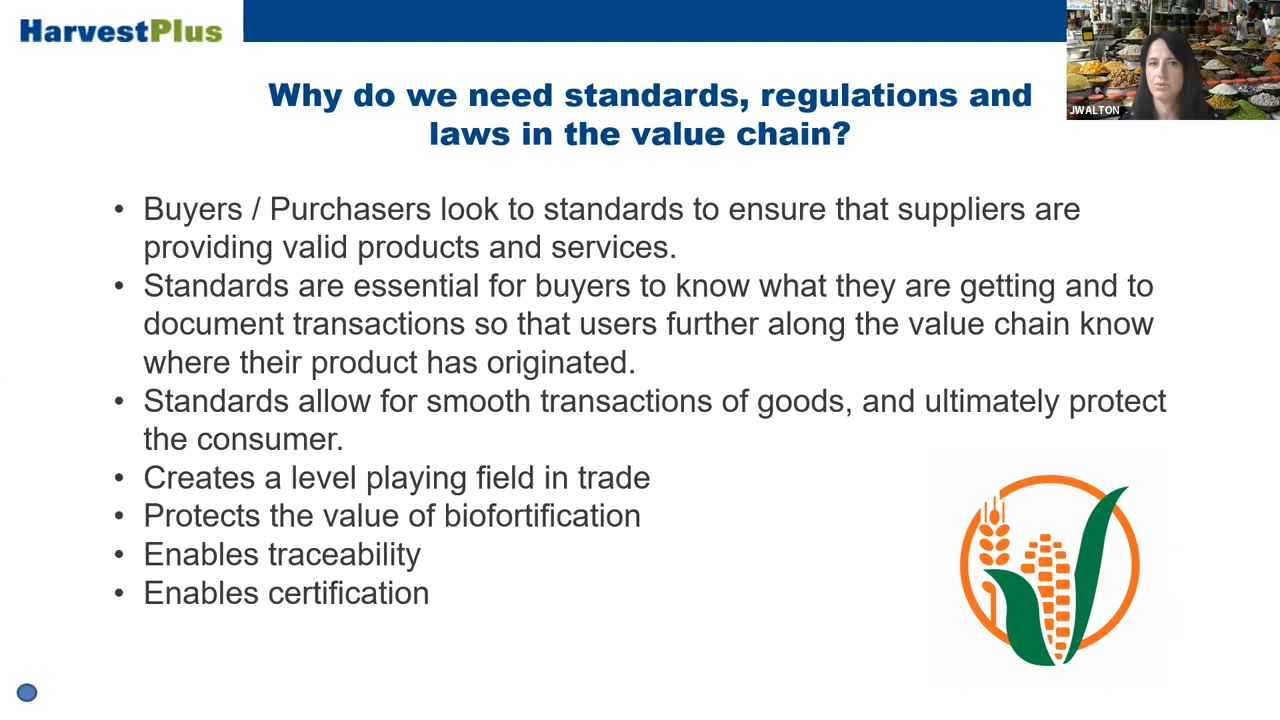 HarvestPlus
JWALTON
Why do we need standards, regulations and
laws in the value chain?
• Buyers / Purchasers look to standards to ensure that suppliers are
providing valid products and services.
• Standards are essential for buyers to know what they are getting and to
document transactions so that users further along the value chain know
where their product has originated.
• Standards allow for smooth transactions of goods, and ultimately protect
the consumer.
• Creates a level playing field in trade
• Protects the value of biofortification
• Enables traceability
• Enables certification